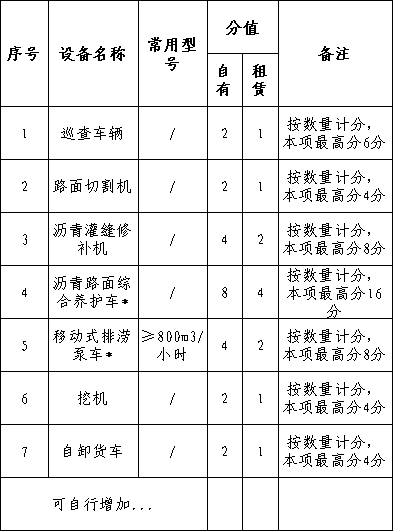 序号 设备名称 常用型号 分值 备注
自有 租赁
1 巡查车辆 / 2 1 按数量计分，本项最高分6分
2 路面切割机 / 2 1 按数量计分，本项最高分4分
3 沥青灌缝修补机 / 4 2 按数量计分，本项最高分8分
4 沥青路面综合养护车* / 8 4 按数量计分，本项最高分16分
5 移动式排涝泵车* ≥800m3/小时 4 2 按数量计分，本项最高分8分
6 挖机 / 2 1 按数量计分，本项最高分4分
7 自卸货车 / 2 1 按数量计分，本项最高分4分
可自行增加...